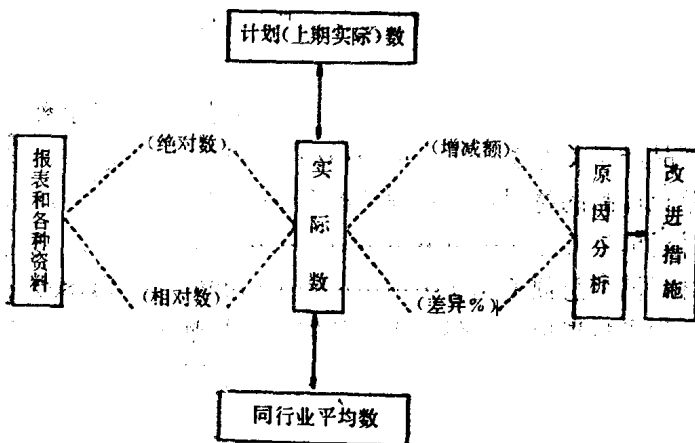 计划(上期实际)数
(绝对数)
(增减额)
报表和各种资料
实际数
原因分析
改进措施
(相对数)
(差异%)
同行业平均数